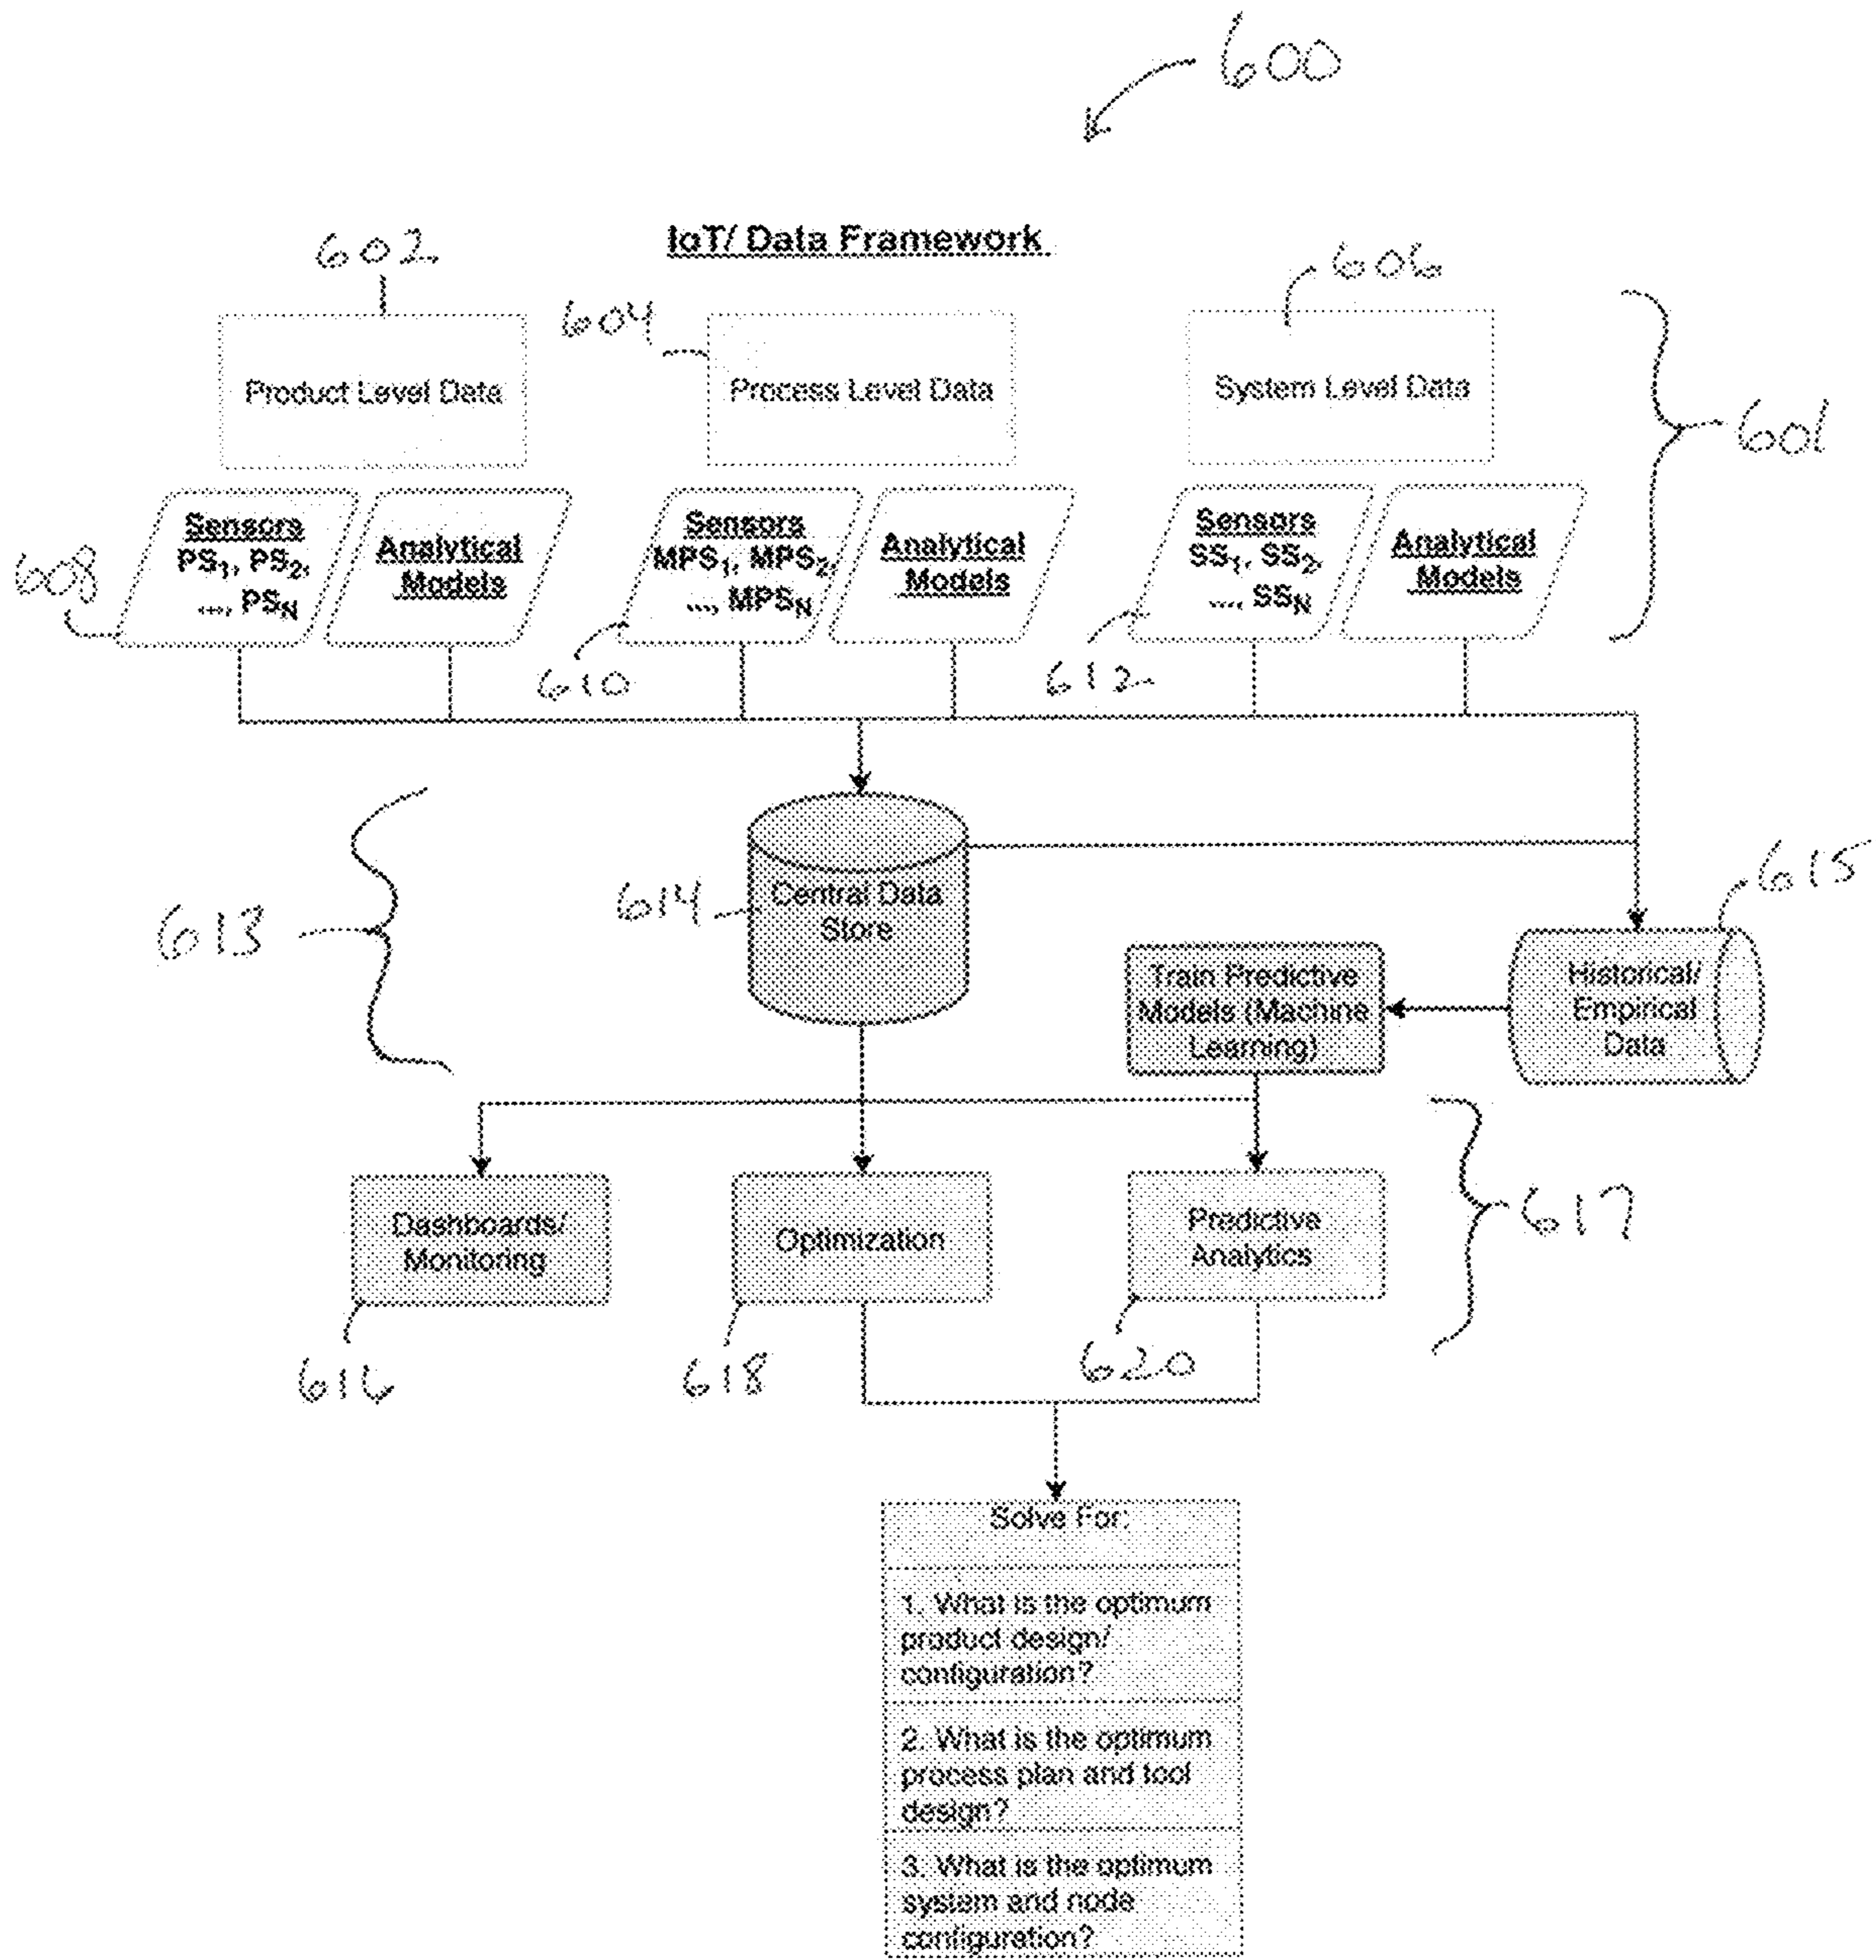 600
IoT/ Data Framework
602
604
606
601
Product Level Data
Process Level Data
System Level Data
608
Sensors
PS1, PS2,
..., PSN
Analytical
Models
610
Sensors
MPS1, MPS2,
..., MPSN
Analytical
Models
612
Sensors
SS1, SS2,
..., SSN
Analytical
Models
613
614
Central Data
Store
615
Historical/
Empirical
Data
Train Predictive
Models (Machine
Learning)
617
Dashboards/
Monitoring
Optimization
Predictive
Analytics
616
618
620
Solve For:
1. What is the optimum
product design/
configuration?
2. What is the optimum
process plan and tool
design?
3. What is the optimum
system and node
configuration?